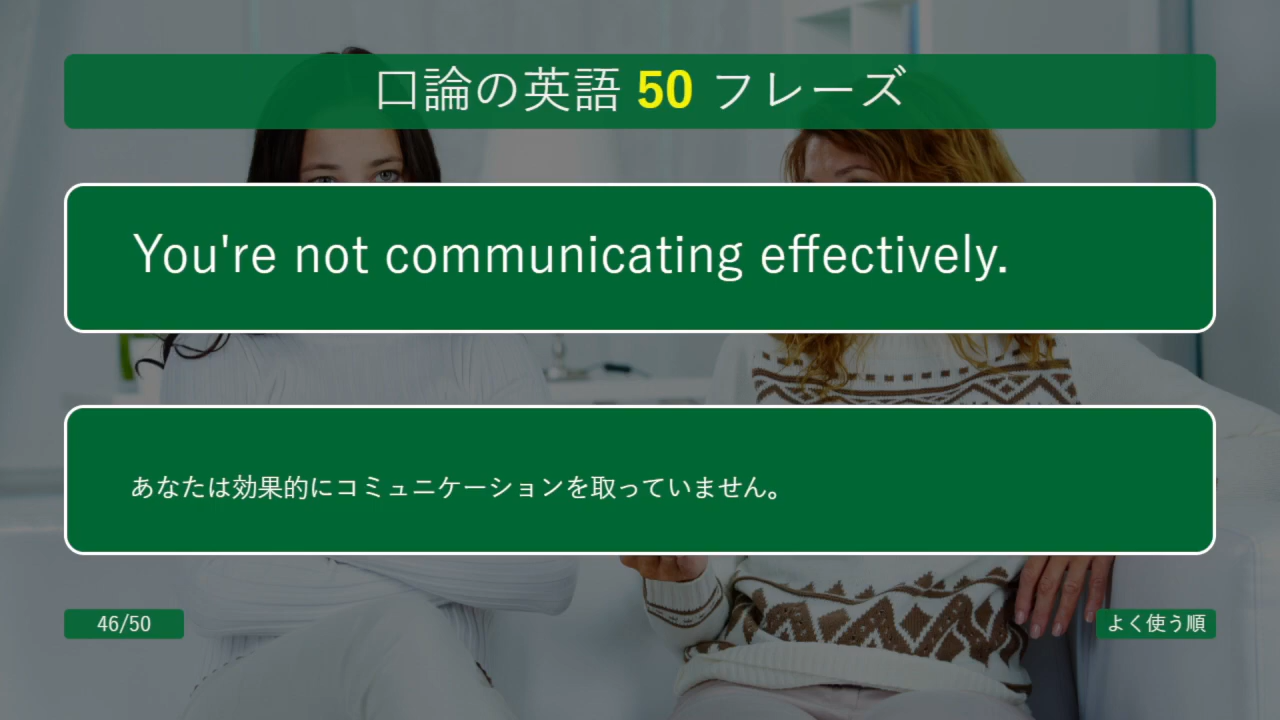 口論の英語 50 フレーズ
You're not communicating effectively.
あなたは効果的にコミュニケーションを取っていません。
46/50
よく使う順